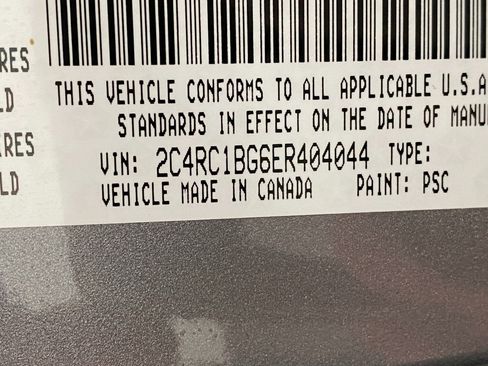 THIS VEHICLE CONFORMS TO ALL APPLICABLE U.S.A
STANDARDS IN EFFECT ON THE DATE OF MANU
VIN: 2C4RC1BG6ER404044 TYPE:
VEHICLE MADE IN CANADA PAINT: PSC
RES
LD
IRES
LD